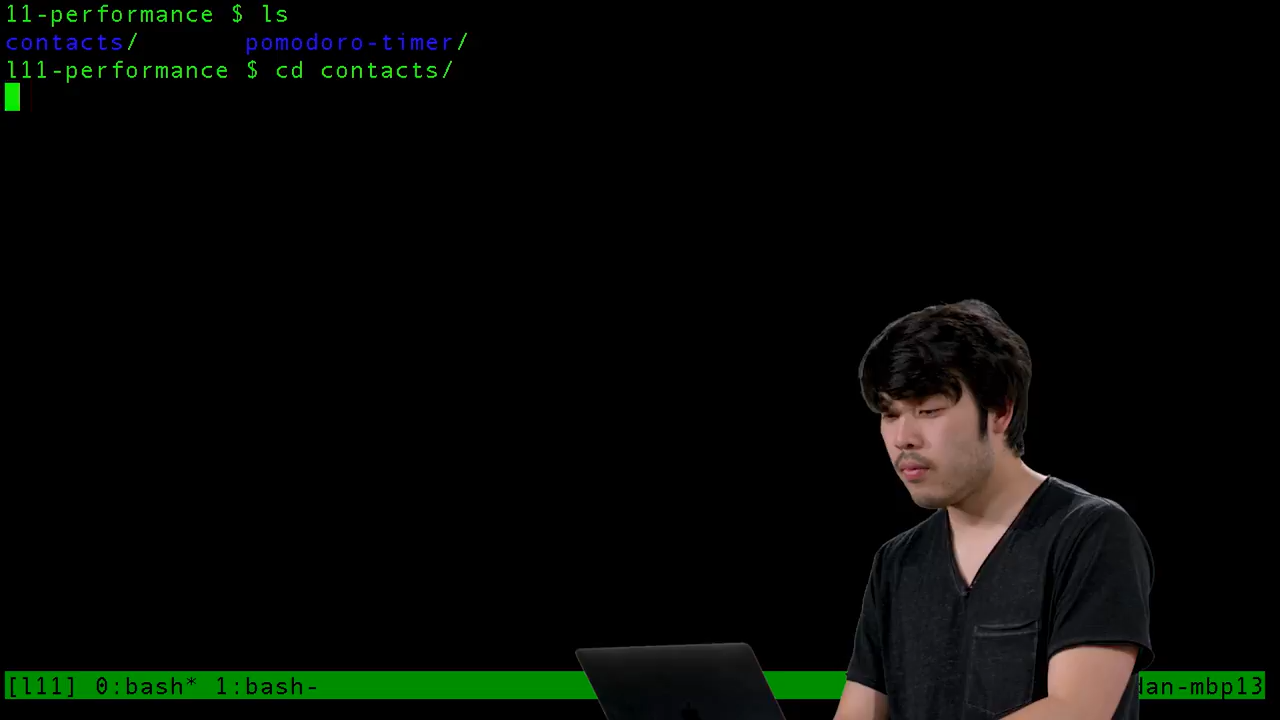 11-performance $ ls
contacts/ pomodoro-timer/
l11-performance $ cd contacts/
[l11] 0:bash* 1:bash- dan-mbp13